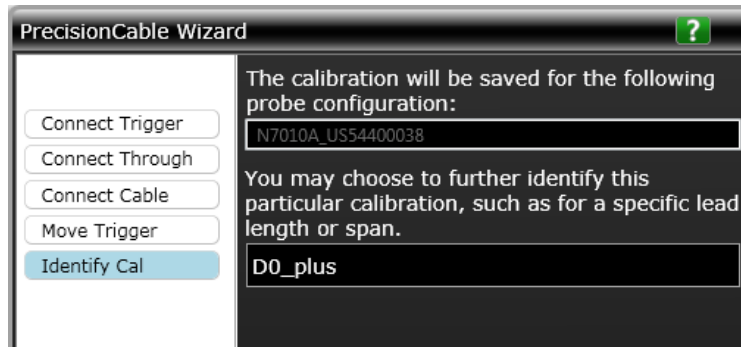 PrecisionCable Wizard
?
Connect Trigger
Connect Through
Connect Cable
Move Trigger
Identify Cal
The calibration will be saved for the following
probe configuration:
N7010A_US54400038
You may choose to further identify this
particular calibration, such as for a specific lead
length or span.
D0_plus